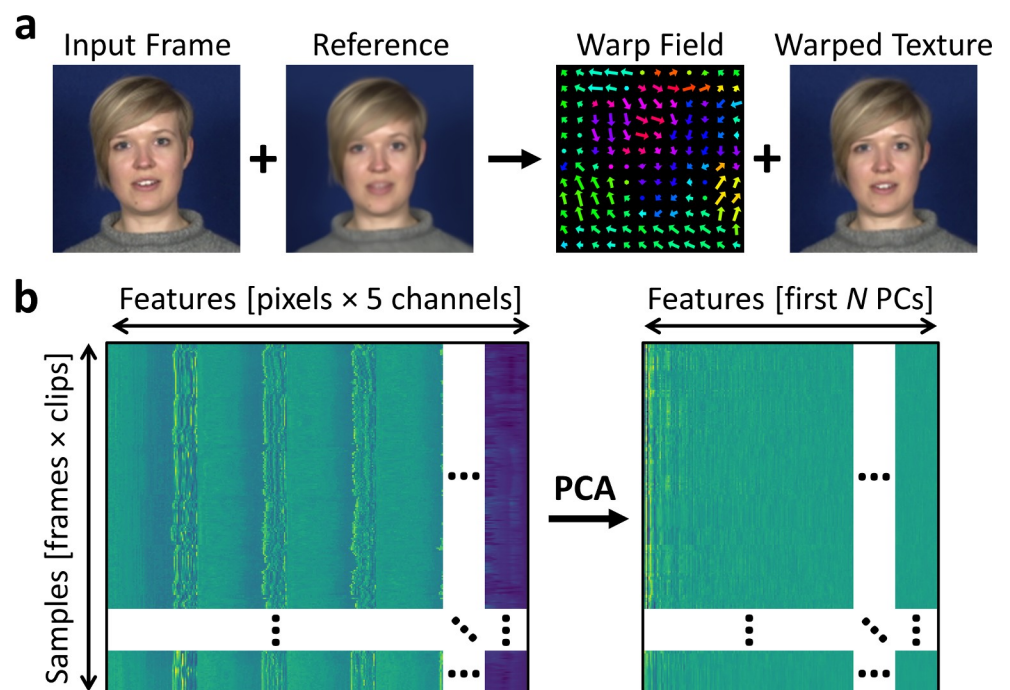 a
Input Frame
Reference
Warp Field
Warped Texture
+
+
b
Features [pixels × 5 channels]
Features [first N PCs]
Samples [frames × clips]
PCA